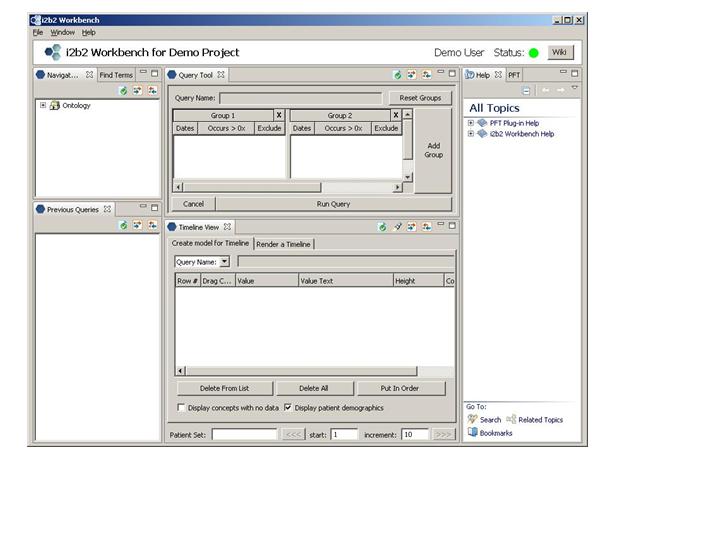 i2b2 Workbench
File Window Help
i2b2 Workbench for Demo Project
Demo User Status: Wiki
Navigat... Find Terms
Ontology
Previous Queries
Query Tool
Query Name: Reset Groups
Group 1 X Group 2 X
Dates Occurs > 0x Exclude Dates Occurs > 0x Exclude
Add Group
Cancel Run Query
Timeline View
Create model for Timeline Render a Timeline
Query Name:
Row # Drag C... Value Value Text Height Co
Delete From List Delete All Put In Order
Display concepts with no data Display patient demographics
Patient Set: <<< start: 1 increment: 10 >>>
Help PFT
All Topics
PFT Plug-in Help
i2b2 Workbench Help
Go To:
Search Related Topics
Bookmarks